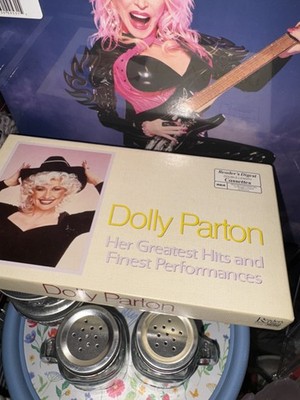 Reader's Digest
Cassettes
Dolly Parton
Her Greatest Hits and
Finest Performances
Dolly Parton